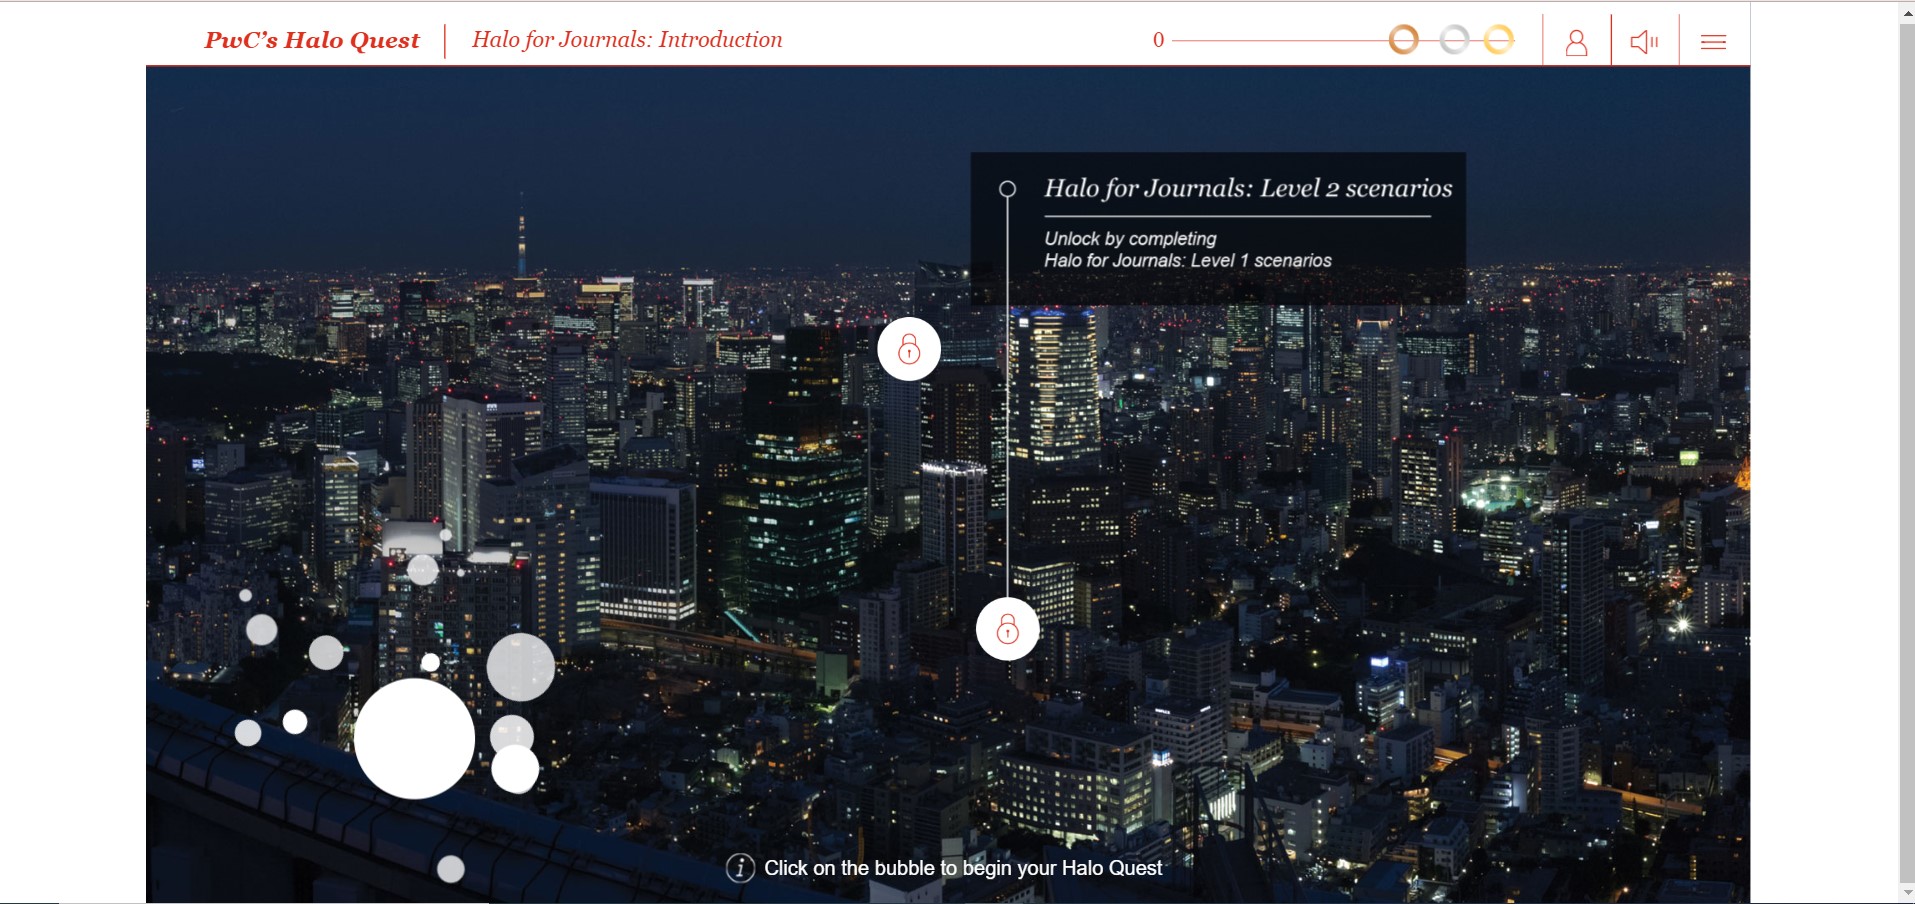 PwC's Halo Quest
Halo for Journals: Introduction
0
Halo for Journals: Level 2 scenarios
Unlock by completing
Halo for Journals: Level 1 scenarios
i Click on the bubble to begin your Halo Quest